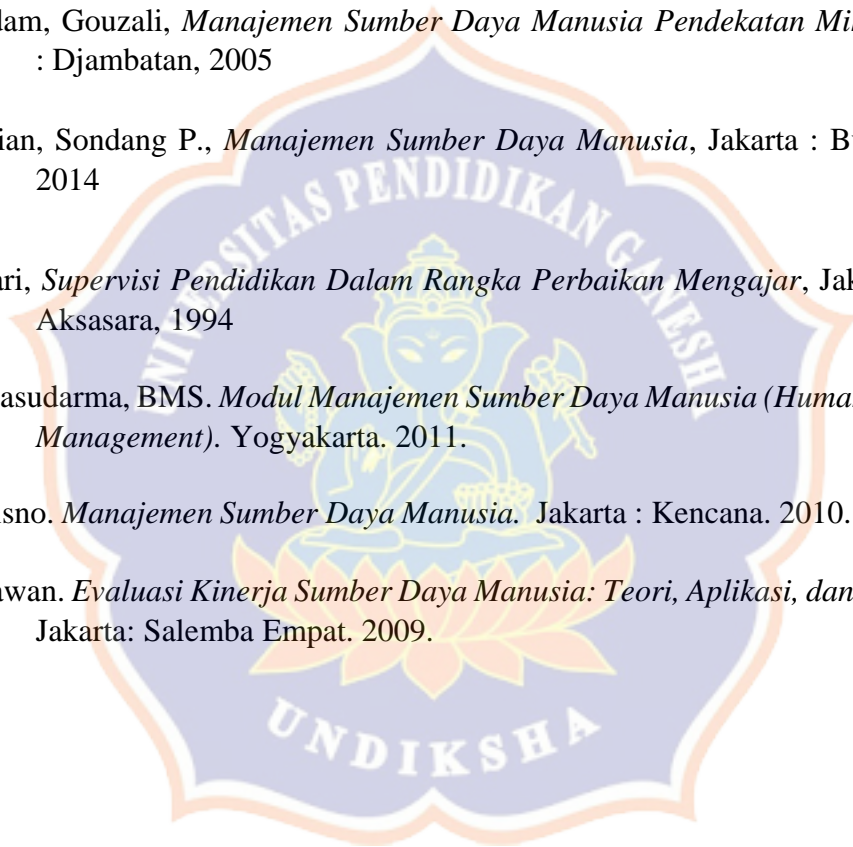 dam, Gouzali, Manajemen Sumber Daya Manusia Pendekatan Mi
: Djambatan, 2005
ian, Sondang P., Manajemen Sumber Daya Manusia, Jakarta : B
2014
ari, Supervisi Pendidikan Dalam Rangka Perbaikan Mengajar, Jak
Aksasara, 1994
asudarma, BMS. Modul Manajemen Sumber Daya Manusia (Huma
Management). Yogyakarta. 2011.
isno. Manajemen Sumber Daya Manusia. Jakarta : Kencana. 2010.
awan. Evaluasi Kinerja Sumber Daya Manusia: Teori, Aplikasi, dan
Jakarta: Salemba Empat. 2009.
UNIVERSITAS PENDIDIKAN GANESHA
UNDIKSHA